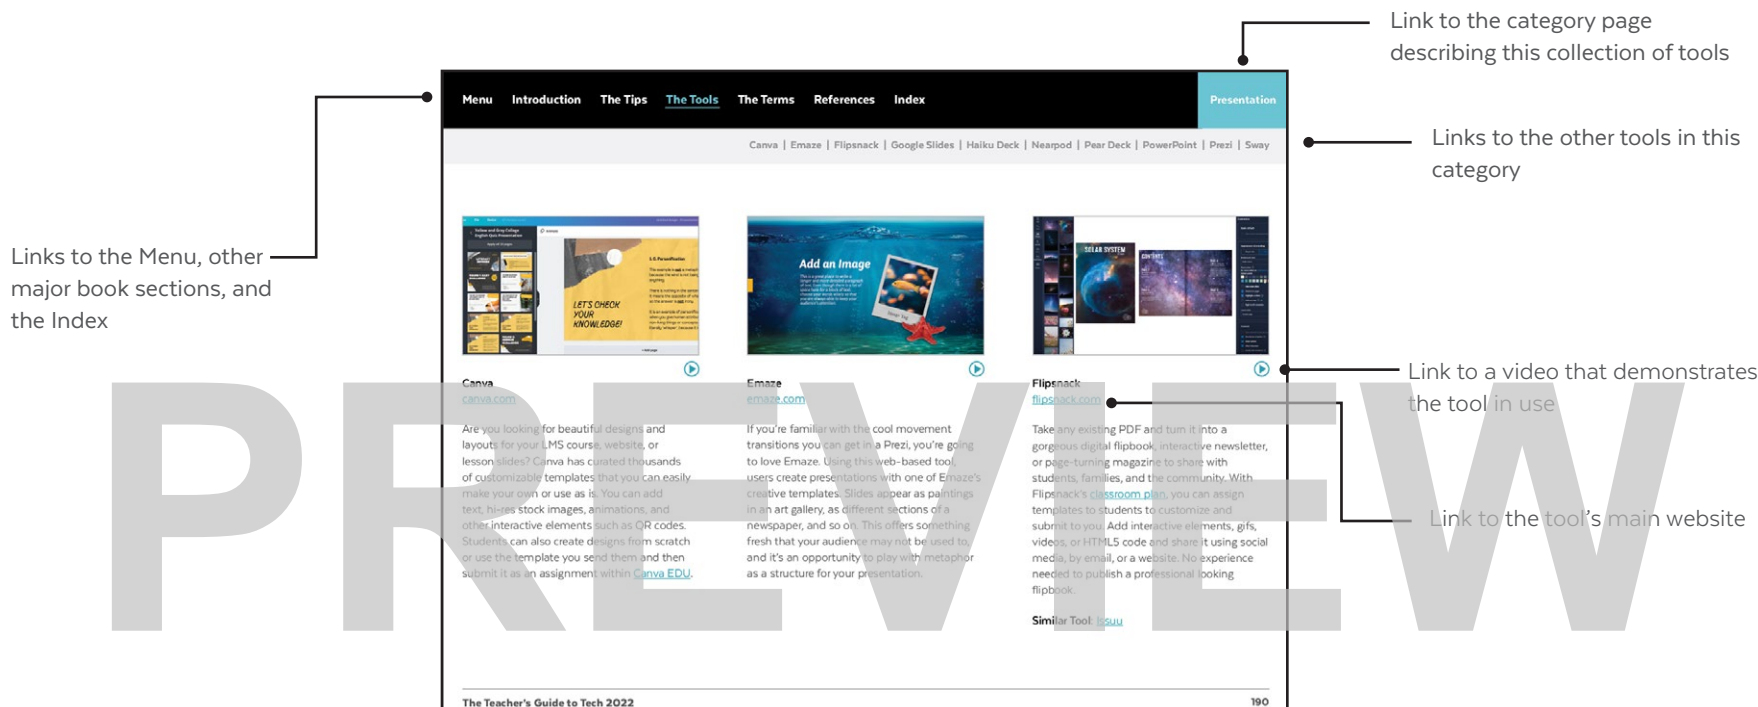 Link to the category page
describing this collection of tools
Menu Introduction The Tips The Tools The Terms References Index Presentation
Canva | Emaze | Flipsnack | Google Slides | Haiku Deck | Nearpod | Pear Deck | PowerPoint | Prezi | Sway
Links to the other tools in this
category
Links to the Menu, other
major book sections, and
the Index
LET'S CHECK
YOUR
KNOWLEDGE!
Add an Image
SOLAR SYSTEM
Link to a video that demonstrates
the tool in use
Link to the tool's main website
Canva
canva.com
Are you looking for beautiful designs and
layouts for your LMS course, website, or
lesson slides? Canva has curated thousands
of customizable templates that you can easily
make your own or use as is. You can add
text, hi-res stock images, animations, and
other interactive elements such as QR codes.
Students can also create designs from scratch
or use the template you send them and then
submit it as an assignment within Canva EDU.
Emaze
emaze.com
If you're familiar with the cool movement
transitions you can get in a Prezi, you're going
to love Emaze. Using this web-based tool,
users create presentations with one of Emaze's
creative templates. Slides appear as paintings
in an art gallery, as different sections of a
newspaper, and so on. This offers something
fresh that your audience may not be used to,
and it's an opportunity to play with metaphor
as a structure for your presentation.
Flipsnack
flipsnack.com
Take any existing PDF and turn it into a
gorgeous digital flipbook, interactive newsletter,
or page-turning magazine to share with
students, families, and the community. With
Flipsnack's classroom plan, you can assign
templates to students to customize and
submit to you. Add interactive elements, gifs,
videos, or HTML5 code and share it using social
media, by email, or a website. No experience
needed to publish a professional looking
flipbook.
Similar Tool: Issuu
PREVIEW
The Teacher's Guide to Tech 2022 190